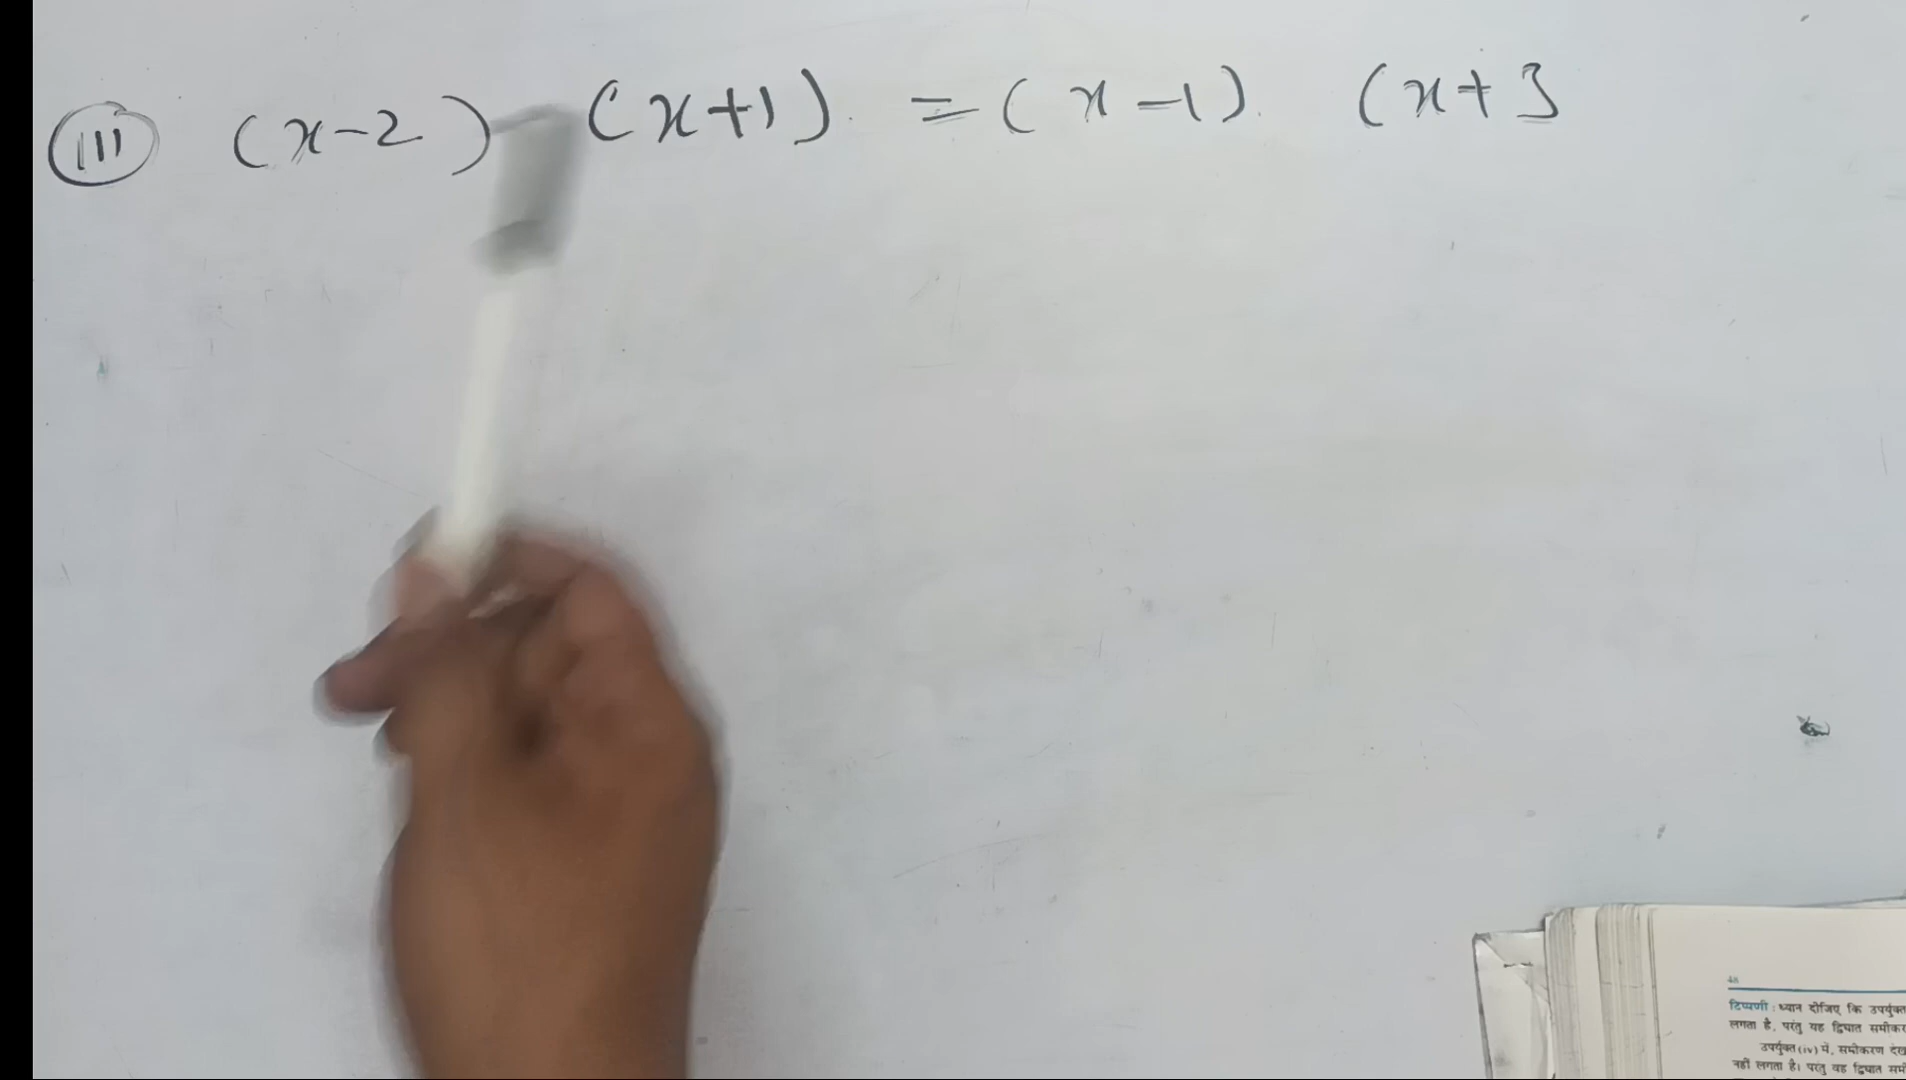 (III) (x-2) (x+1) = (x-1) (x+3
48
टिप्पणी : ध्यान दीजिए कि उपर्युक्त
लगता है, परंतु यह द्विघात समीकर
उपर्युक्त (iv) में, समीकरण देख
नहीं लगता है। परंतु यह द्विघात समी